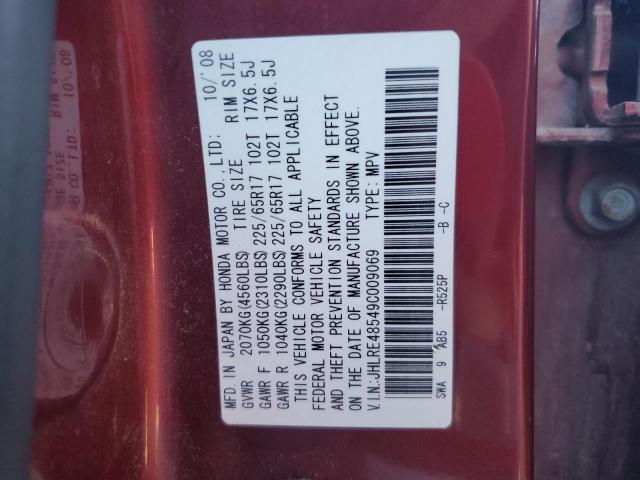 MFD. IN JAPAN BY HONDA MOTOR CO., LTD: 10/'08
GVWR 2070KG(4560LBS) TIRE SIZE RIM SIZE
GAWR F 1050KG(2310LBS) 225/65R17 102T 17X6.5J
GAWR R 1040KG(2290LBS) 225/65R17 102T 17X6.5J
THIS VEHICLE CONFORMS TO ALL APPLICABLE
FEDERAL MOTOR VEHICLE SAFETY
AND THEFT PREVENTION STANDARDS IN EFFECT
ON THE DATE OF MANUFACTURE SHOWN ABOVE.
V.I.N:JHLRE48549C009069 TYPE: MPV
SWA 9 AB5 -R525P -B -C